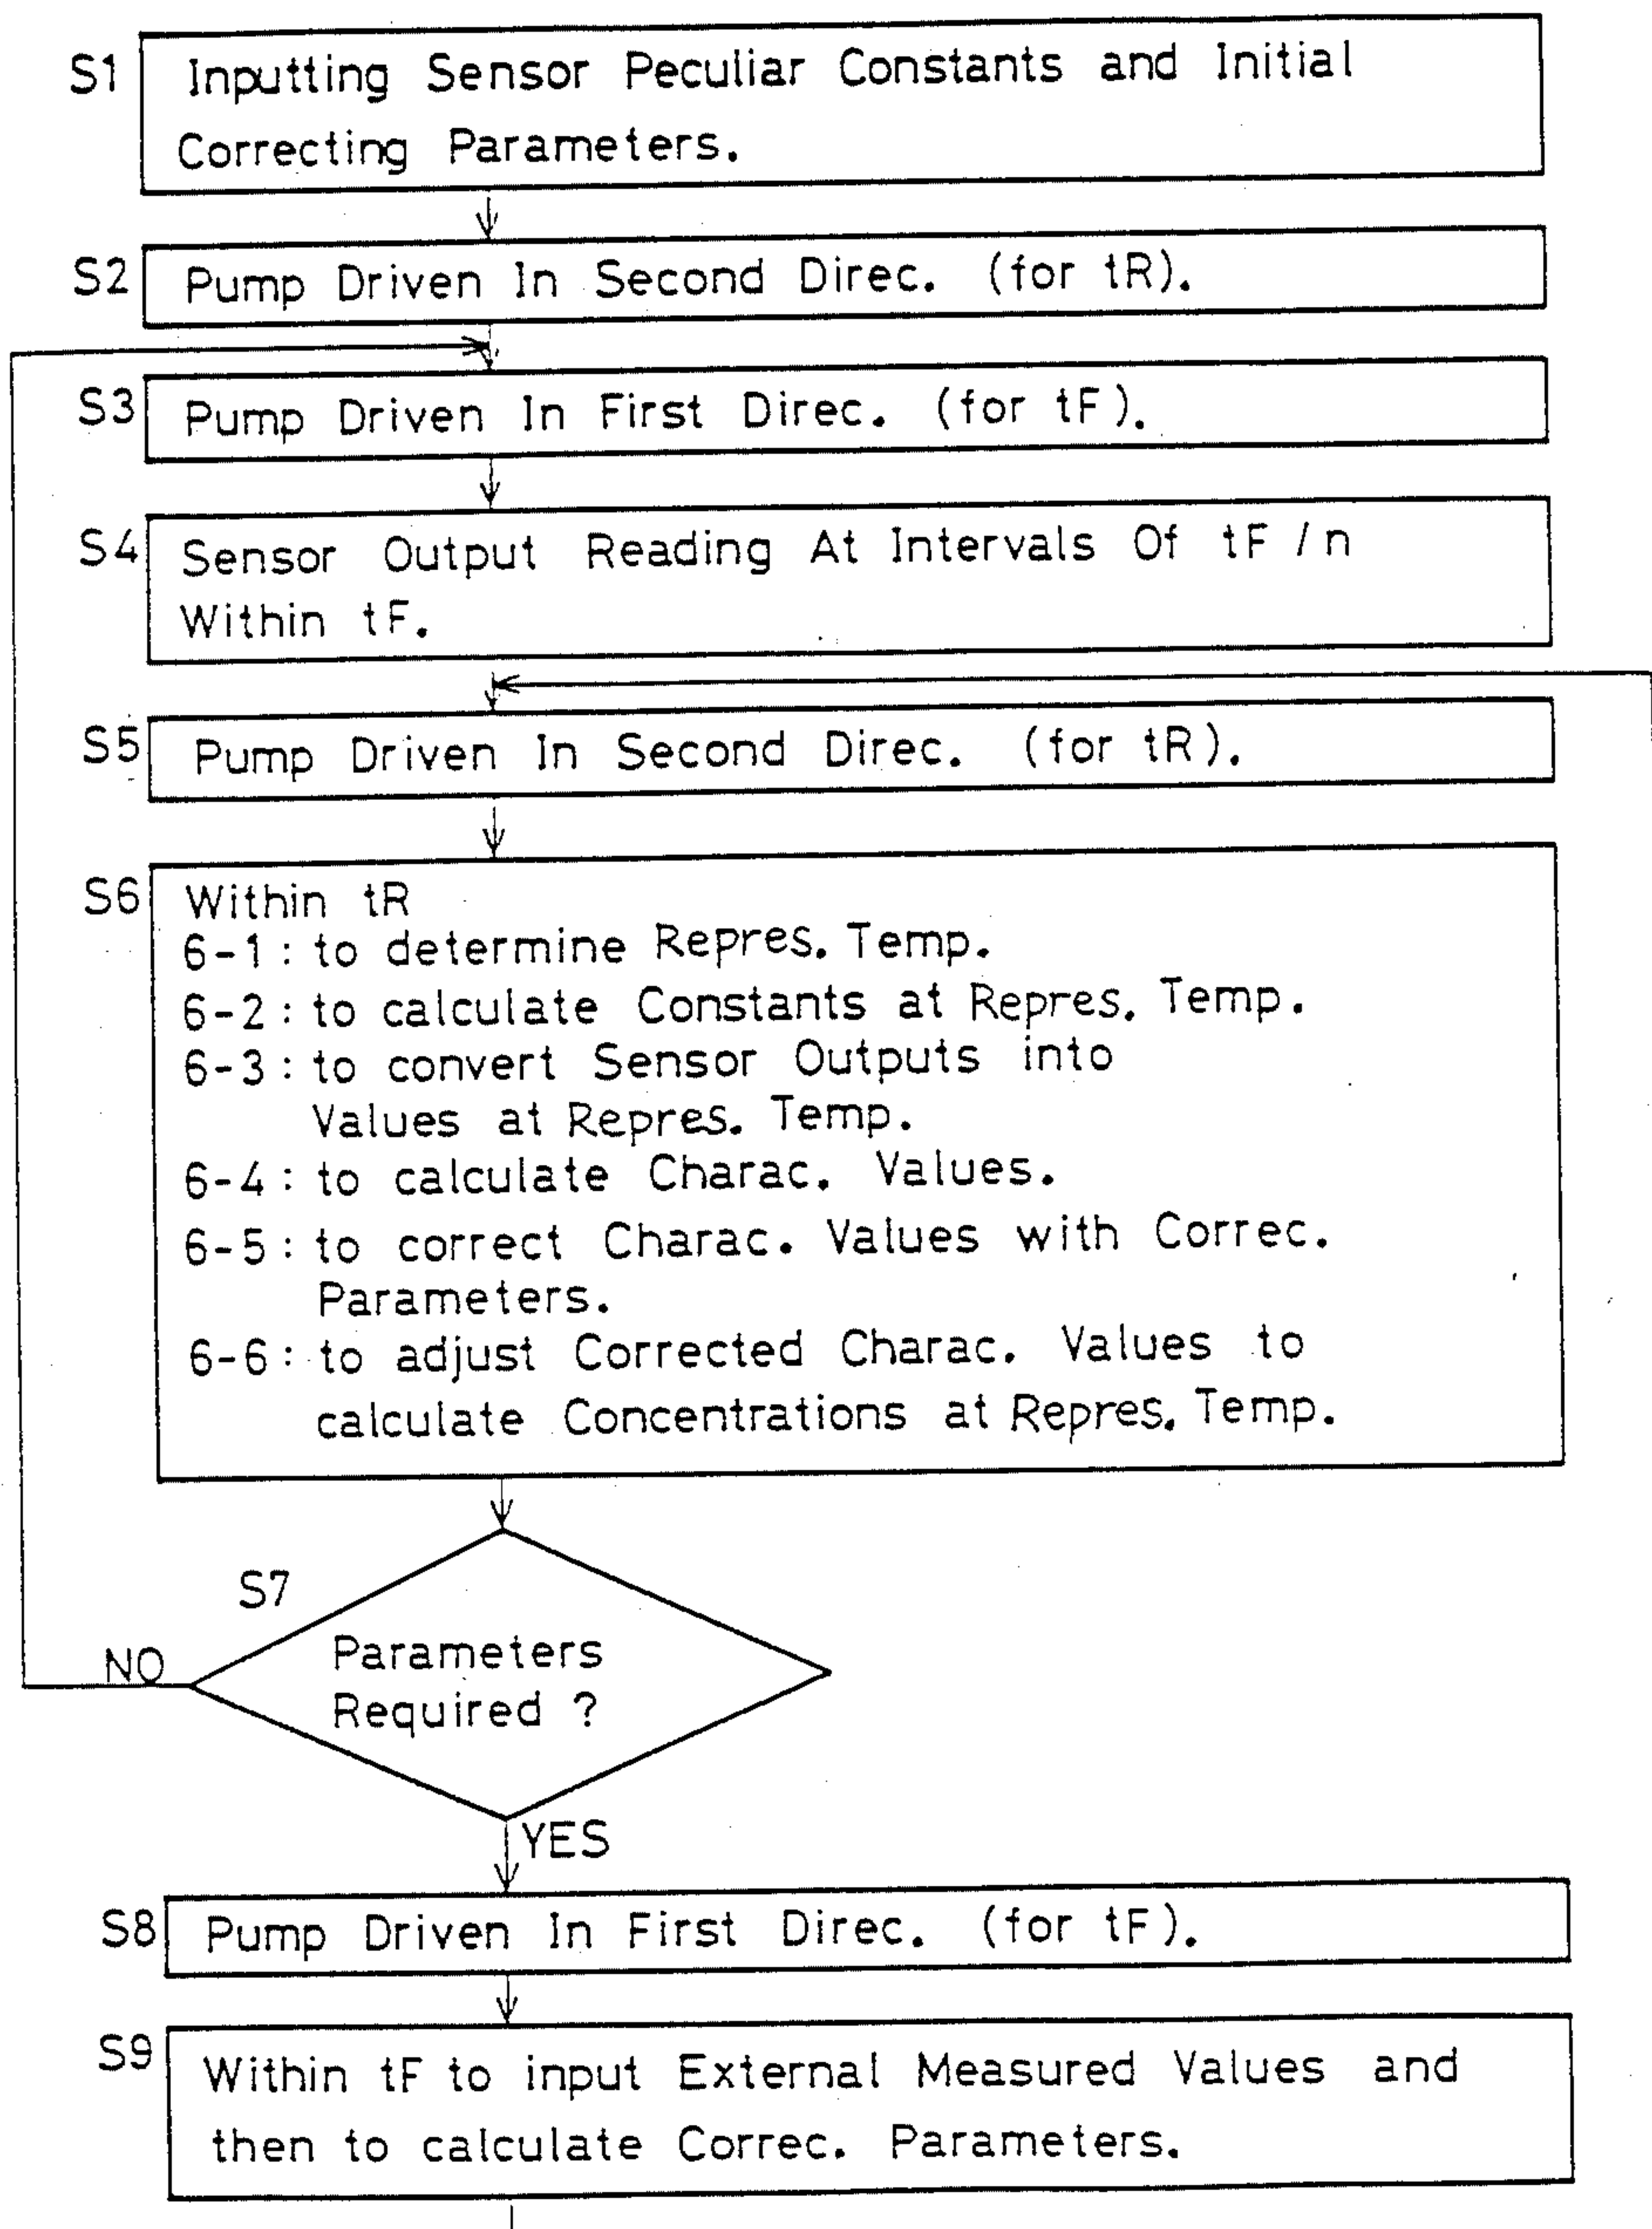 S1
Inputting Sensor Peculiar Constants and Initial
Correcting Parameters.
S2
Pump Driven In Second Direc. (for tR).
S3
Pump Driven In First Direc. (for tF).
S4
Sensor Output Reading At Intervals Of tF / n
Within tF.
S5
Pump Driven In Second Direc. (for tR).
S6
Within tR
6-1: to determine Repres. Temp.
6-2: to calculate Constants at Repres. Temp.
6-3: to convert Sensor Outputs into
Values at Repres. Temp.
6-4: to calculate Charac. Values.
6-5: to correct Charac. Values with Correc.
Parameters.
6-6: to adjust Corrected Charac. Values to
calculate Concentrations at Repres. Temp.
S7
Parameters
Required ?
NO
YES
S8
Pump Driven In First Direc. (for tF).
S9
Within tF to input External Measured Values and
then to calculate Correc. Parameters.